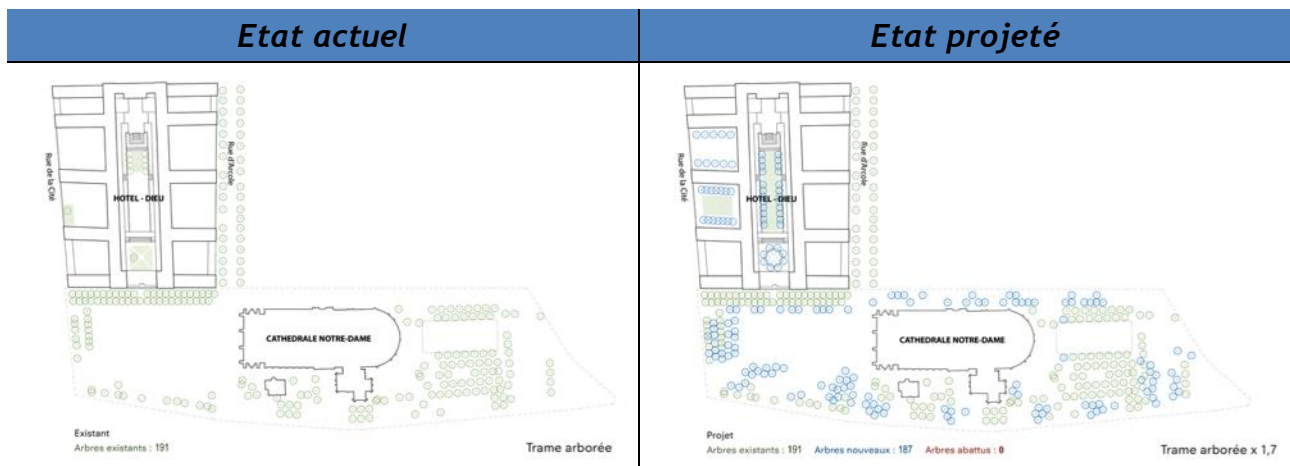 Etat actuel
Etat projeté
Rue de la Cité
HOTEL - DIEU
Rue d'Arcole
CATHEDRALE NOTRE-DAME
Existant
Arbres existants : 191
Trame arborée
Rue de la Cité
HOTEL - DIEU
Rue d'Arcole
CATHEDRALE NOTRE-DAME
Projet
Arbres existants : 191 Arbres nouveaux : 187 Arbres abattus : 0
Trame arborée x 1,7